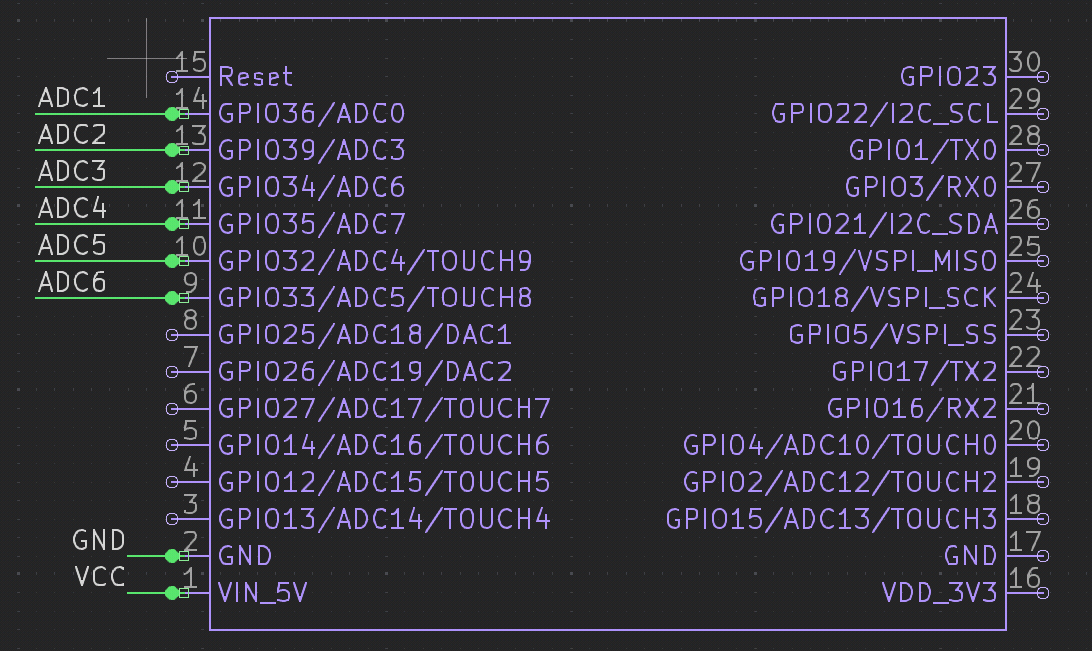 15 Reset GPIO23 30
ADC1 14 GPIO36/ADC0 GPIO22/I2C_SCL 29
ADC2 13 GPIO39/ADC3 GPIO1/TX0 28
ADC3 12 GPIO34/ADC6 GPIO3/RX0 27
ADC4 11 GPIO35/ADC7 GPIO21/I2C_SDA 26
ADC5 10 GPIO32/ADC4/TOUCH9 GPIO19/VSPI_MISO 25
ADC6 9 GPIO33/ADC5/TOUCH8 GPIO18/VSPI_SCK 24
8 GPIO25/ADC18/DAC1 GPIO5/VSPI_SS 23
7 GPIO26/ADC19/DAC2 GPIO17/TX2 22
6 GPIO27/ADC17/TOUCH7 GPIO16/RX2 21
5 GPIO14/ADC16/TOUCH6 GPIO4/ADC10/TOUCH0 20
4 GPIO12/ADC15/TOUCH5 GPIO2/ADC12/TOUCH2 19
3 GPIO13/ADC14/TOUCH4 GPIO15/ADC13/TOUCH3 18
GND 2 GND GND 17
VCC 1 VIN_5V VDD_3V3 16